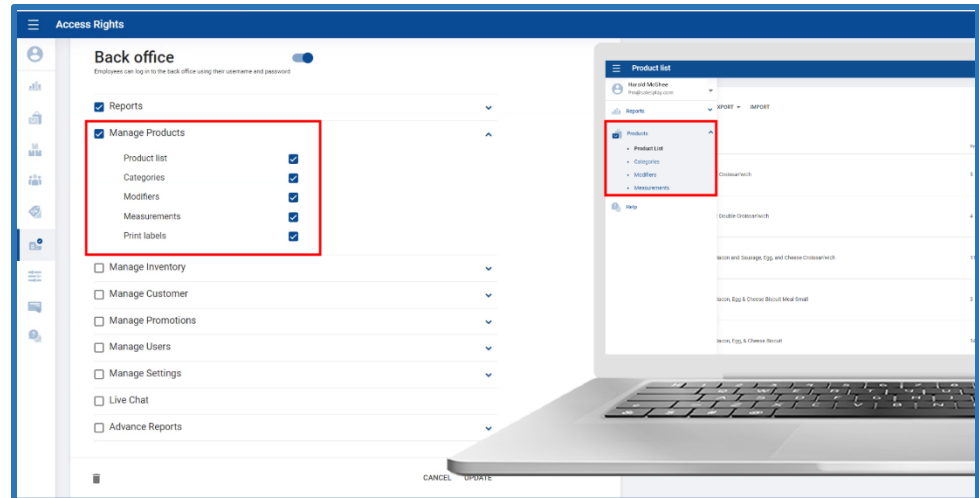 Access Rights
Back office
Employees can log in to the back office using their username and password
Reports
Manage Products
Product list
Categories
Modifiers
Measurements
Print labels
Manage Inventory
Manage Customer
Manage Promotions
Manage Users
Manage Settings
Live Chat
Advance Reports
CANCEL UPDATE
Product list
Harold McGhee
Reports
Products
Product List
Categories
Modifiers
Measurements
Help
XPORT IMPORT
Croissan'wich
Double Croissan'wich
acon and Sausage, Egg, and Cheese Croissan'wich
acon, Egg & Cheese Biscuit Meal Small
acon, Egg, & Cheese Biscuit